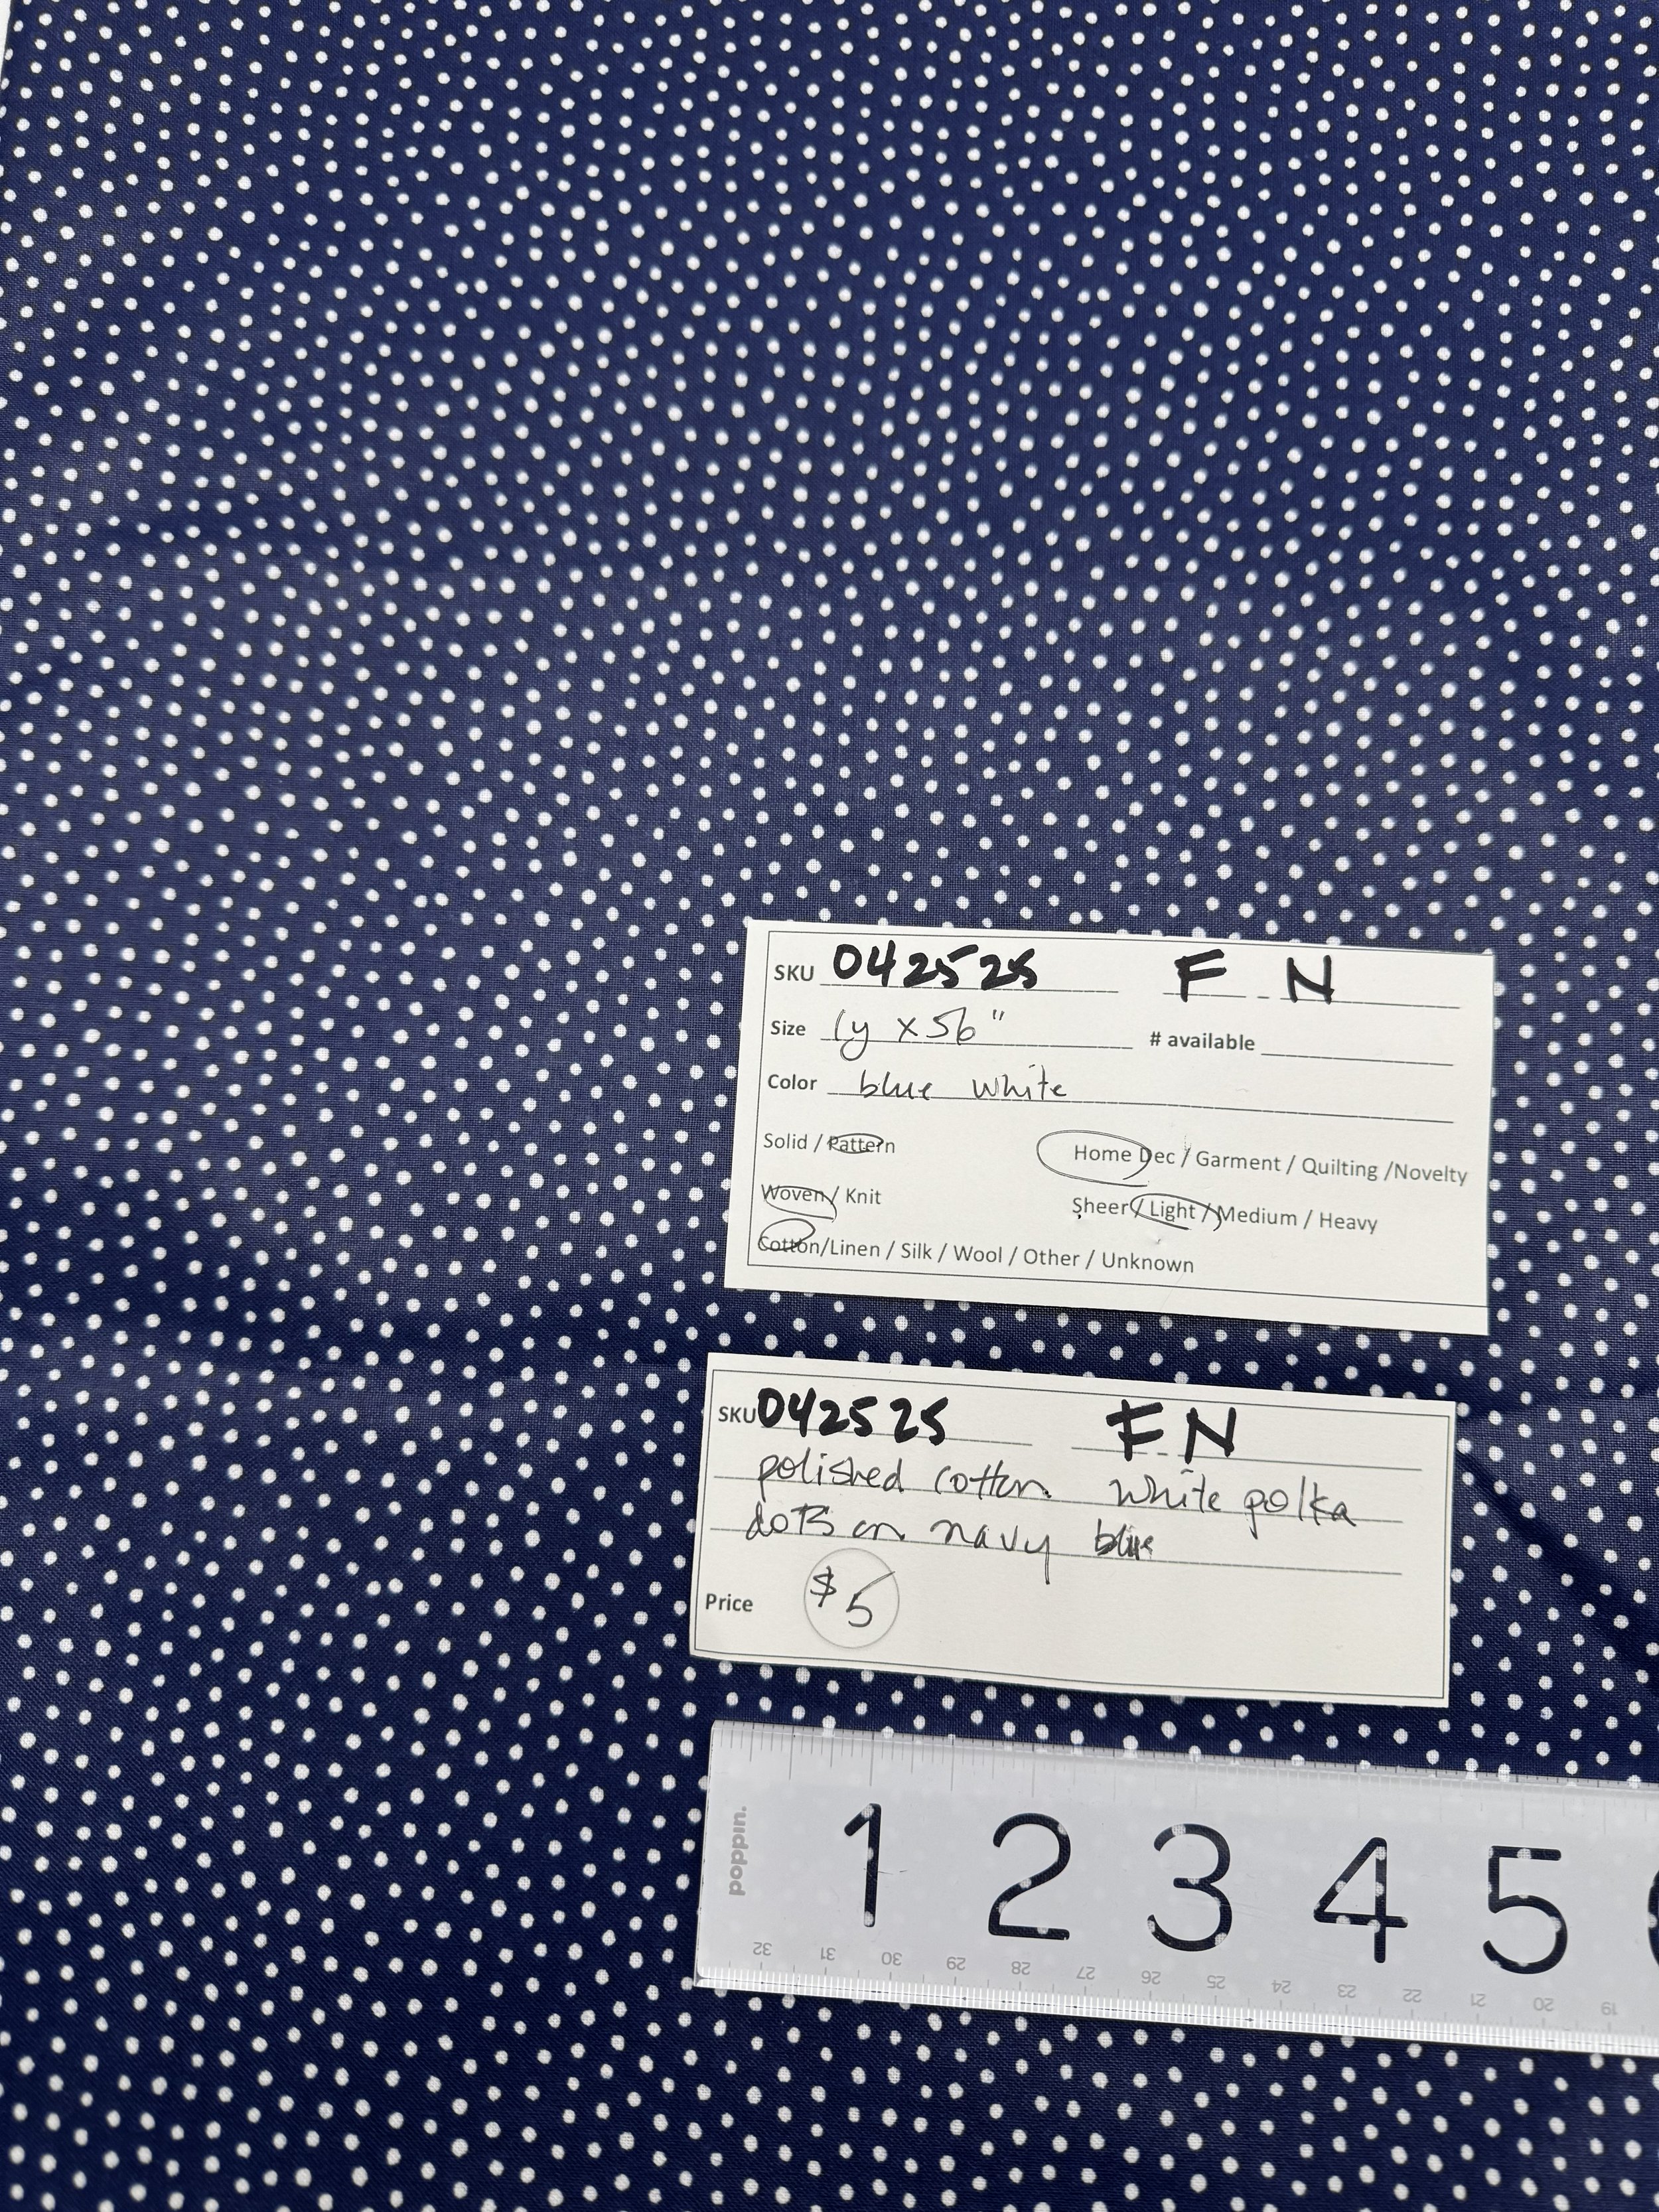 SKU 042525 F N
Size 1y x 56" # available
Color blue white
Solid / Pattern Home Dec / Garment / Quilting /Novelty
Woven / Knit Sheer / Light / Medium / Heavy
Cotton/Linen / Silk / Wool / Other / Unknown
SKU 042525 F N
polished cotton white polka
dots on navy blue
Price $5
poppin.
1 2 3 4 5
32 31 30 29 28 27 26 25 24 23 22 21 20 19